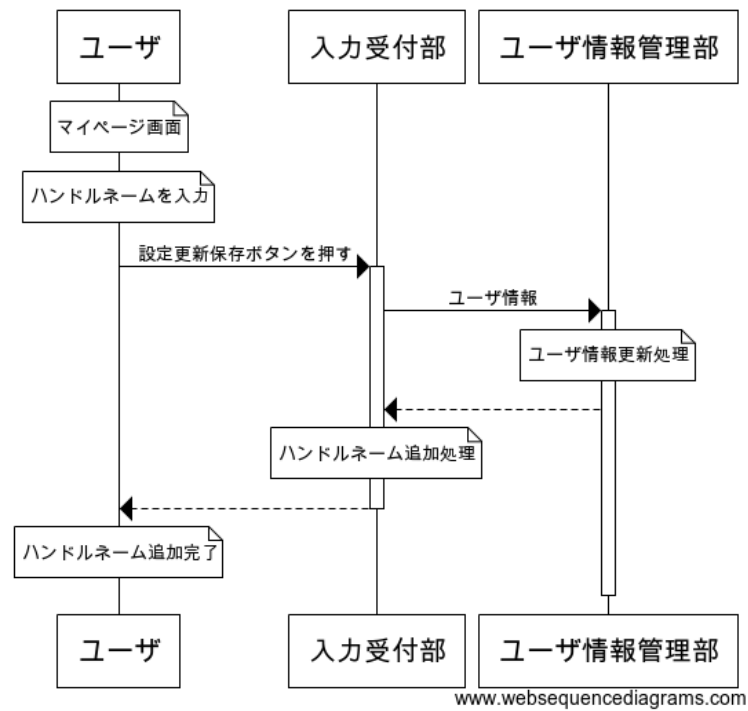 ユーザ
入力受付部
ユーザ情報管理部
マイページ画面
ハンドルネームを入力
設定更新保存ボタンを押す
ユーザ情報
ユーザ情報更新処理
ハンドルネーム追加処理
ハンドルネーム追加完了
ユーザ
入力受付部
ユーザ情報管理部
www.websequencediagrams.com